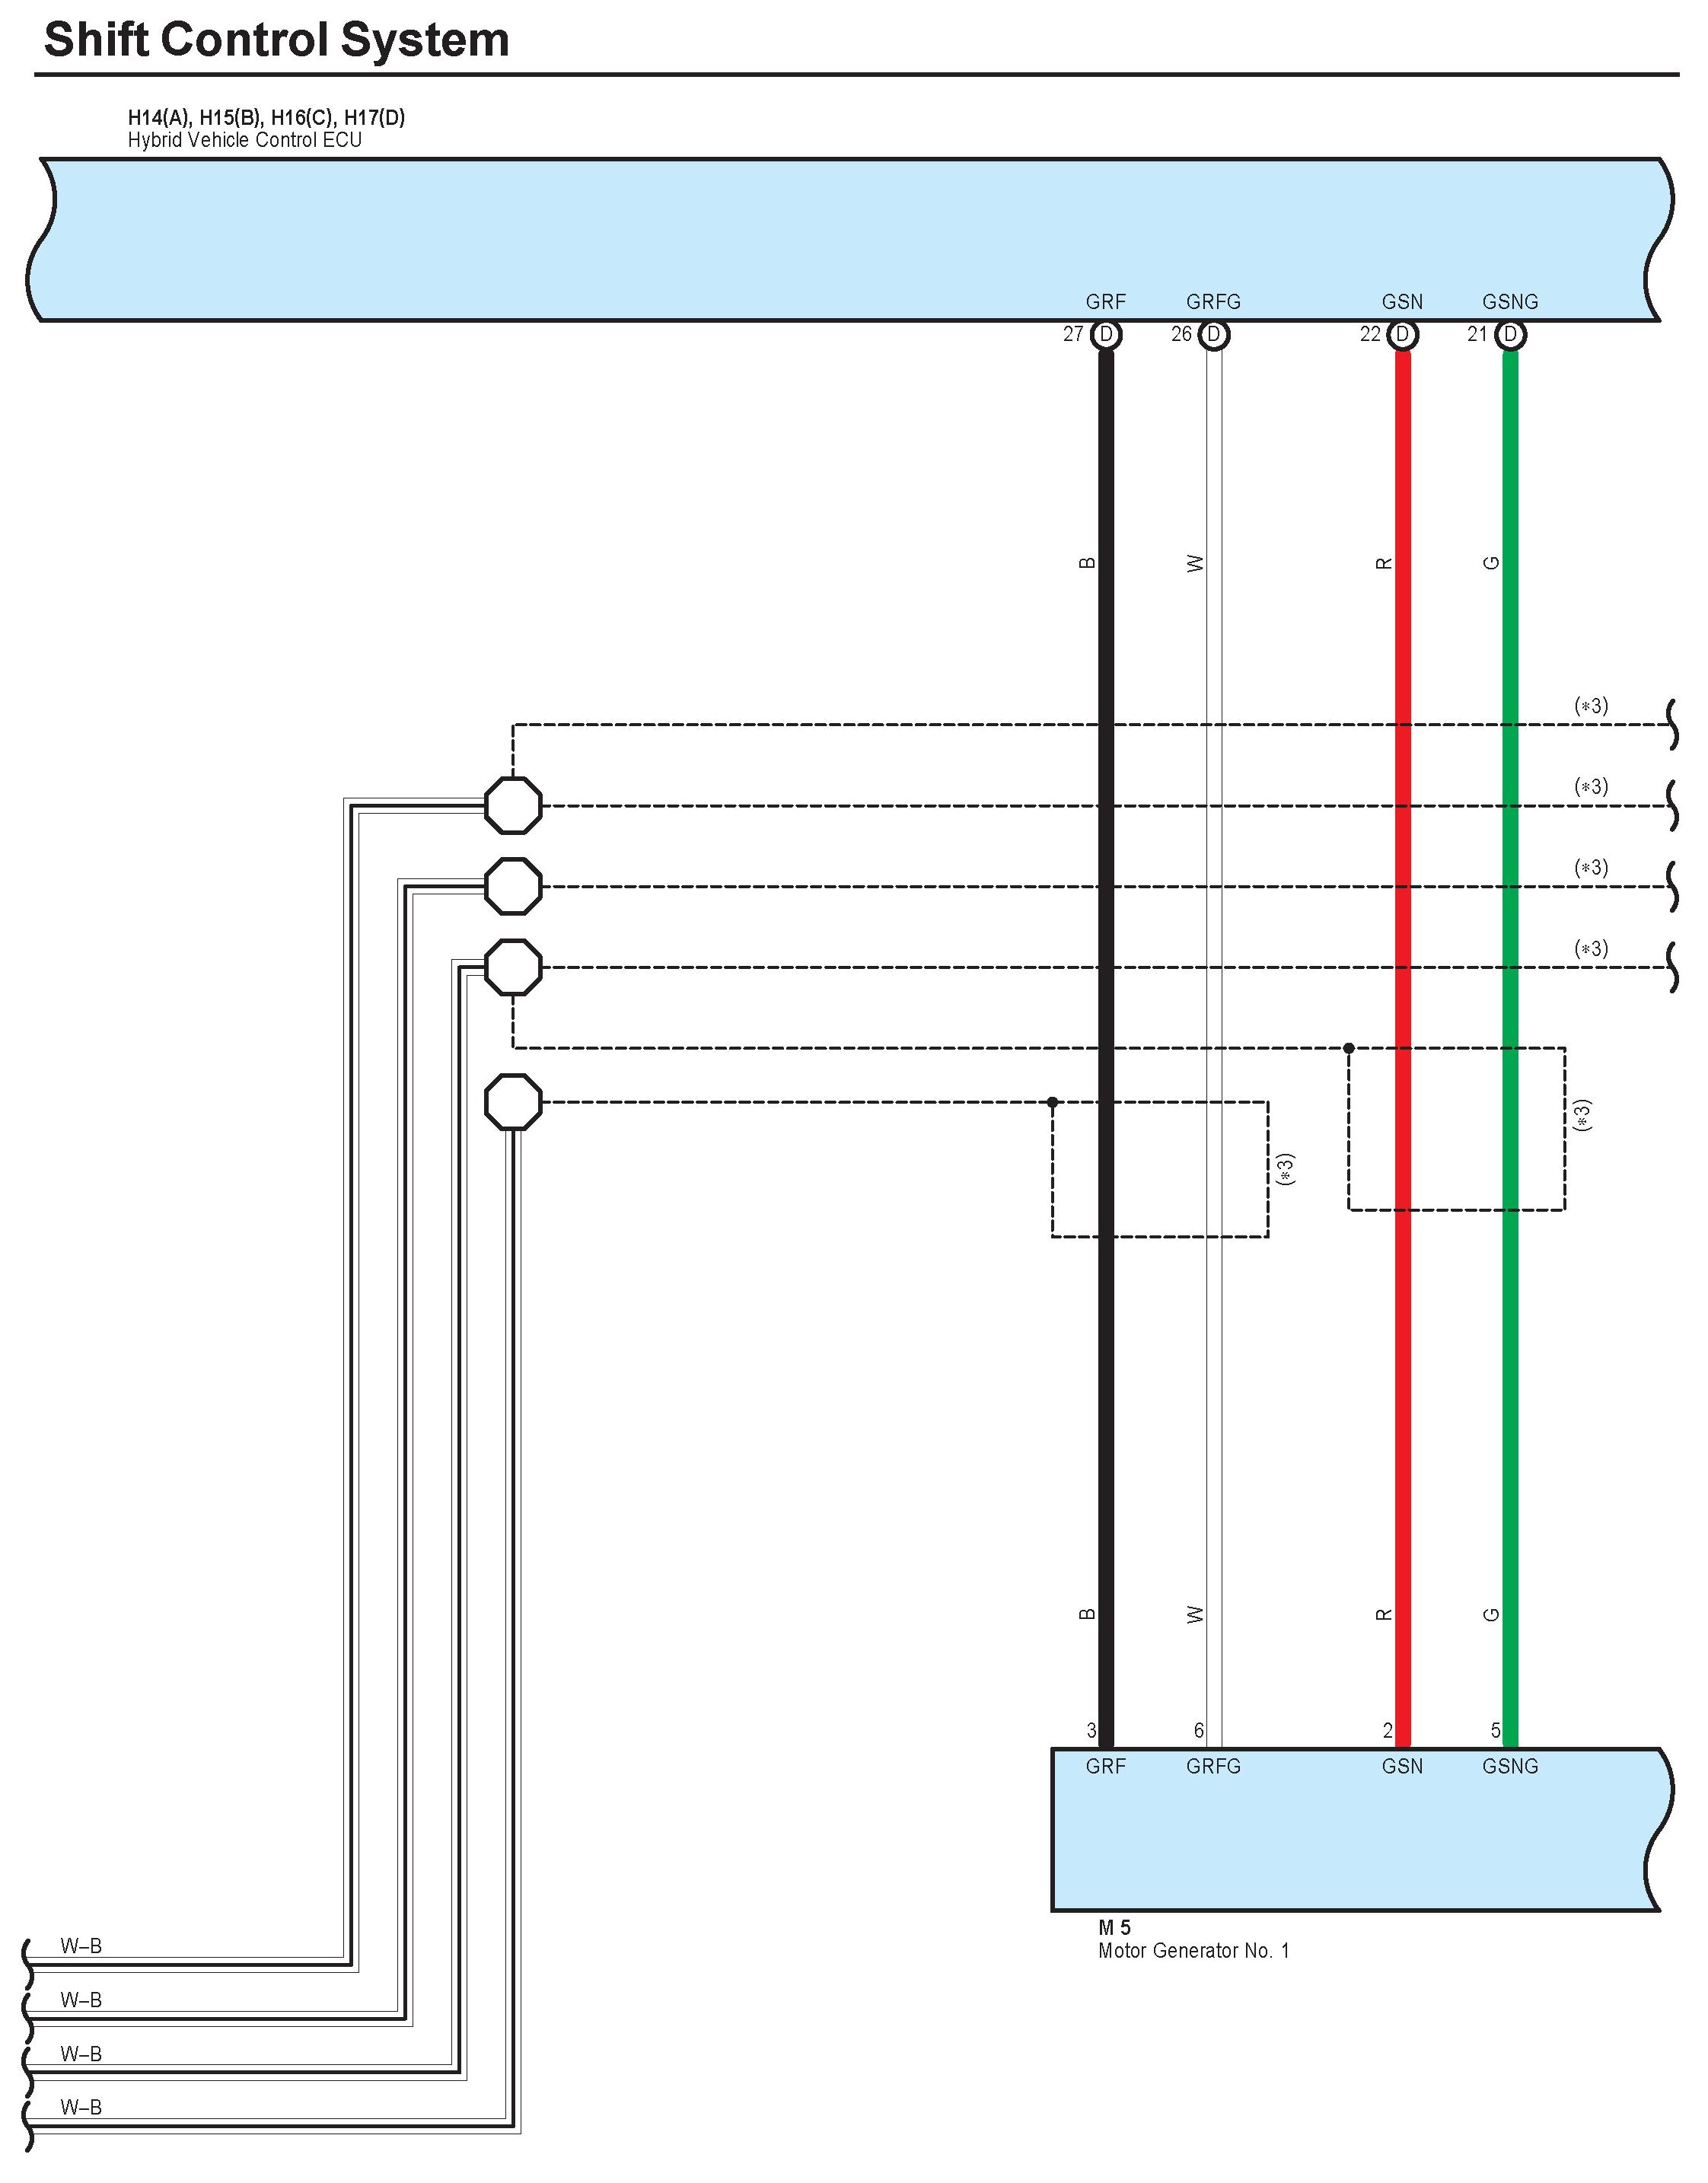 Shift Control System
H14(A), H15(B), H16(C), H17(D)
Hybrid Vehicle Control ECU
GRF GRFG GSN GSNG
27 D 26 D 22 D 21 D
B W R G
(*3)
(*3)
(*3)
(*3)
(*3)
(*3)
B W R G
3 6 2 5
GRF GRFG GSN GSNG
M 5
Motor Generator No. 1
W–B
W–B
W–B
W–B